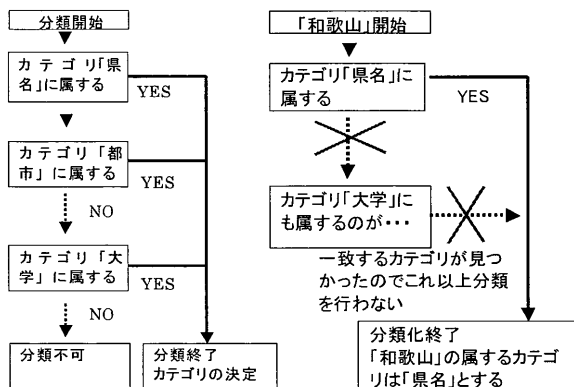 分類開始
カテゴリ「県
名」に属する
YES
カテゴリ「都
市」に属する
YES
NO
カテゴリ「大
学」に属する
YES
NO
分類不可
分類終了
カテゴリの決定
「和歌山」開始
カテゴリ「県名」に
属する
YES
カテゴリ「大学」に
も属するのが・・・
一致するカテゴリが見つ
かったのでこれ以上分類
を行わない
分類化終了
「和歌山」の属するカテゴ
リは「県名」とする